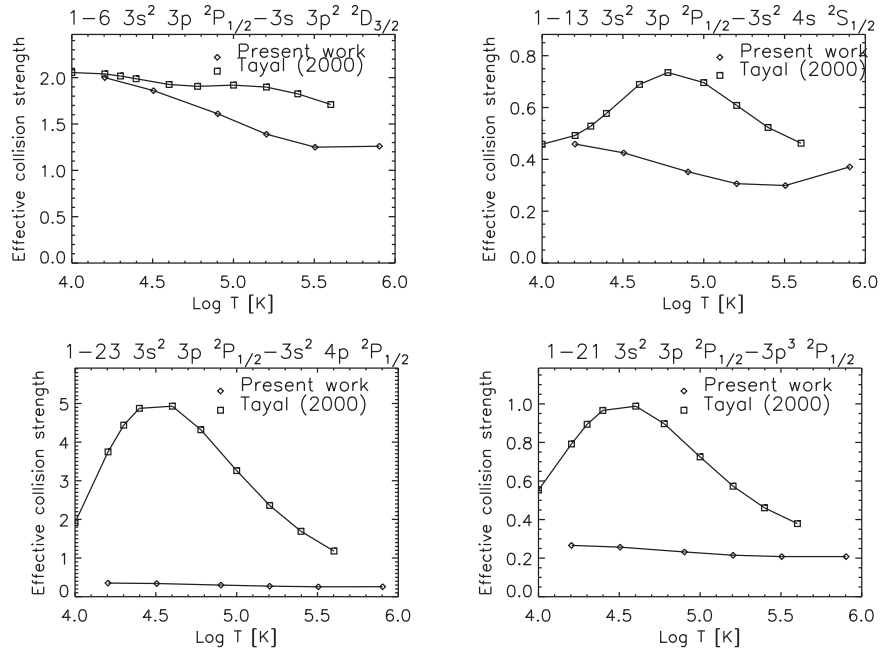 1−6 3s² 3p ²P₁/₂−3s 3p² ²D₃/₂
Present work
Tayal (2000)
Effective collision strength
2.0
1.5
1.0
0.5
0.0
4.0 4.5 5.0 5.5 6.0
Log T [K]
1−13 3s² 3p ²P₁/₂−3s² 4s ²S₁/₂
Present work
Tayal (2000)
Effective collision strength
0.8
0.6
0.4
0.2
0.0
4.0 4.5 5.0 5.5 6.0
Log T [K]
1−23 3s² 3p ²P₁/₂−3s² 4p ²P₁/₂
Present work
Tayal (2000)
Effective collision strength
5
4
3
2
1
0
4.0 4.5 5.0 5.5 6.0
Log T [K]
1−21 3s² 3p ²P₁/₂−3p³ ²P₁/₂
Present work
Tayal (2000)
Effective collision strength
1.0
0.8
0.6
0.4
0.2
0.0
4.0 4.5 5.0 5.5 6.0
Log T [K]